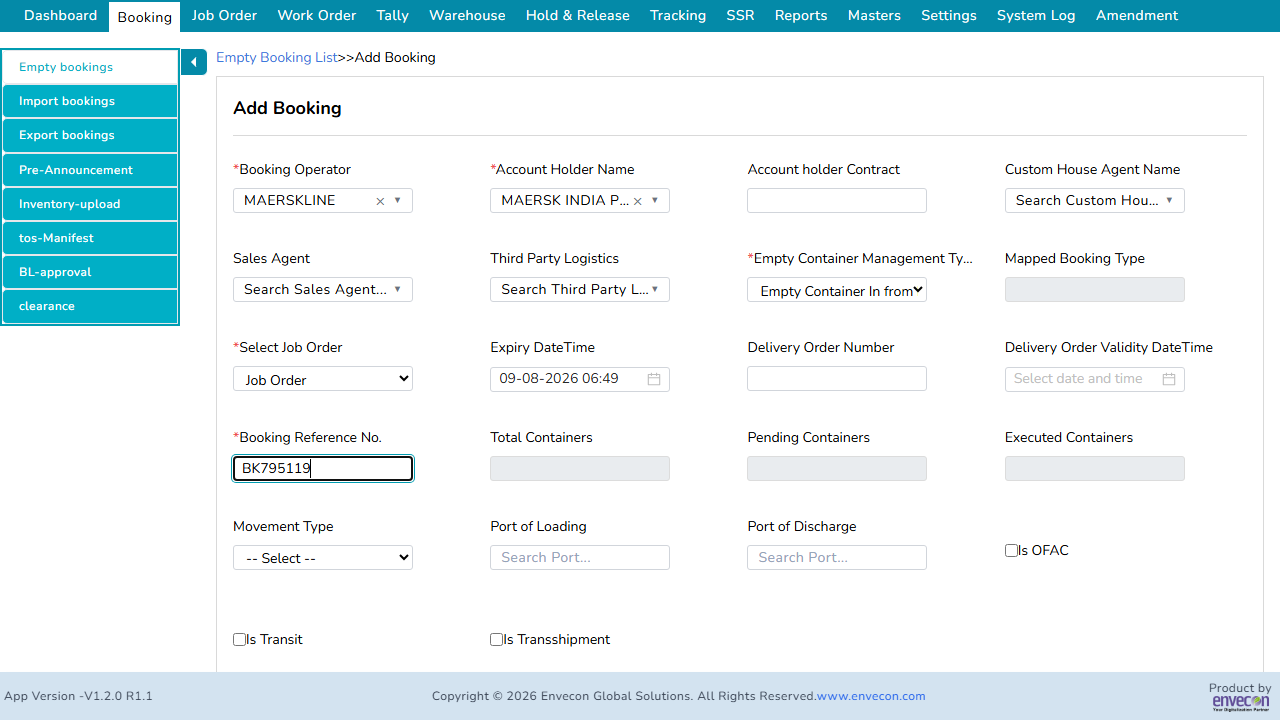 Dashboard Booking Job Order Work Order Tally Warehouse Hold & Release Tracking SSR Reports Masters Settings System Log Amendment
Empty bookings
Import bookings
Export bookings
Pre-Announcement
Inventory-upload
tos-Manifest
BL-approval
clearance
Empty Booking List>>Add Booking
Add Booking
*Booking Operator *Account Holder Name Account holder Contract Custom House Agent Name
MAERSKLINE × ▼ MAERSK INDIA P... × ▼ Search Custom Hou... ▼
Sales Agent Third Party Logistics *Empty Container Management Ty... Mapped Booking Type
Search Sales Agent... ▼ Search Third Party L... ▼ Empty Container In from
*Select Job Order Expiry DateTime Delivery Order Number Delivery Order Validity DateTime
Job Order 09-08-2026 06:49 Select date and time
*Booking Reference No. Total Containers Pending Containers Executed Containers
BK795119
Movement Type Port of Loading Port of Discharge
-- Select -- Search Port... Search Port... Is OFAC
Is Transit Is Transshipment
App Version -V1.2.0 R1.1 Copyright © 2026 Envecon Global Solutions. All Rights Reserved.www.envecon.com Product by
envecon
Your Digitalization Partner